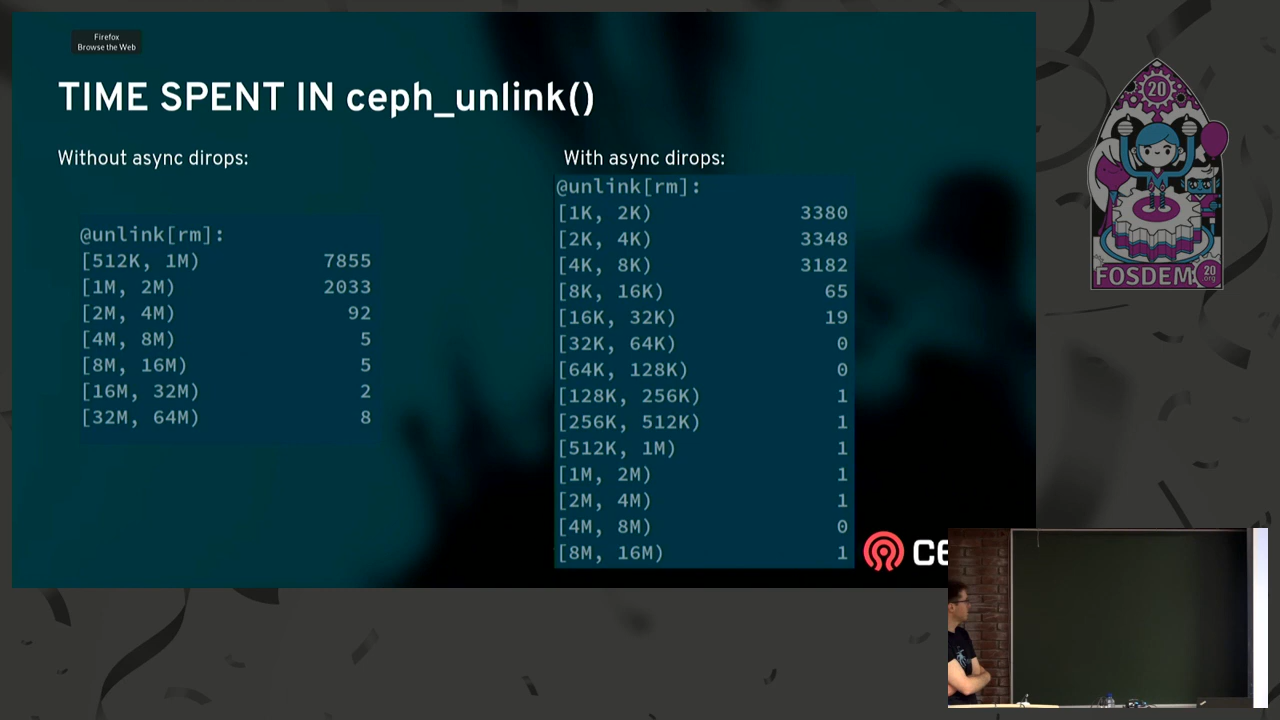 Firefox
Browse the Web
TIME SPENT IN ceph_unlink()
Without async dirops:
@unlink[rm]:
[512K, 1M) 7855
[1M, 2M) 2033
[2M, 4M) 92
[4M, 8M) 5
[8M, 16M) 5
[16M, 32M) 2
[32M, 64M) 8
With async dirops:
@unlink[rm]:
[1K, 2K) 3380
[2K, 4K) 3348
[4K, 8K) 3182
[8K, 16K) 65
[16K, 32K) 19
[32K, 64K) 0
[64K, 128K) 0
[128K, 256K) 1
[256K, 512K) 1
[512K, 1M) 1
[1M, 2M) 1
[2M, 4M) 1
[4M, 8M) 0
[8M, 16M) 1
CE
20
FOSDEM
20
.org